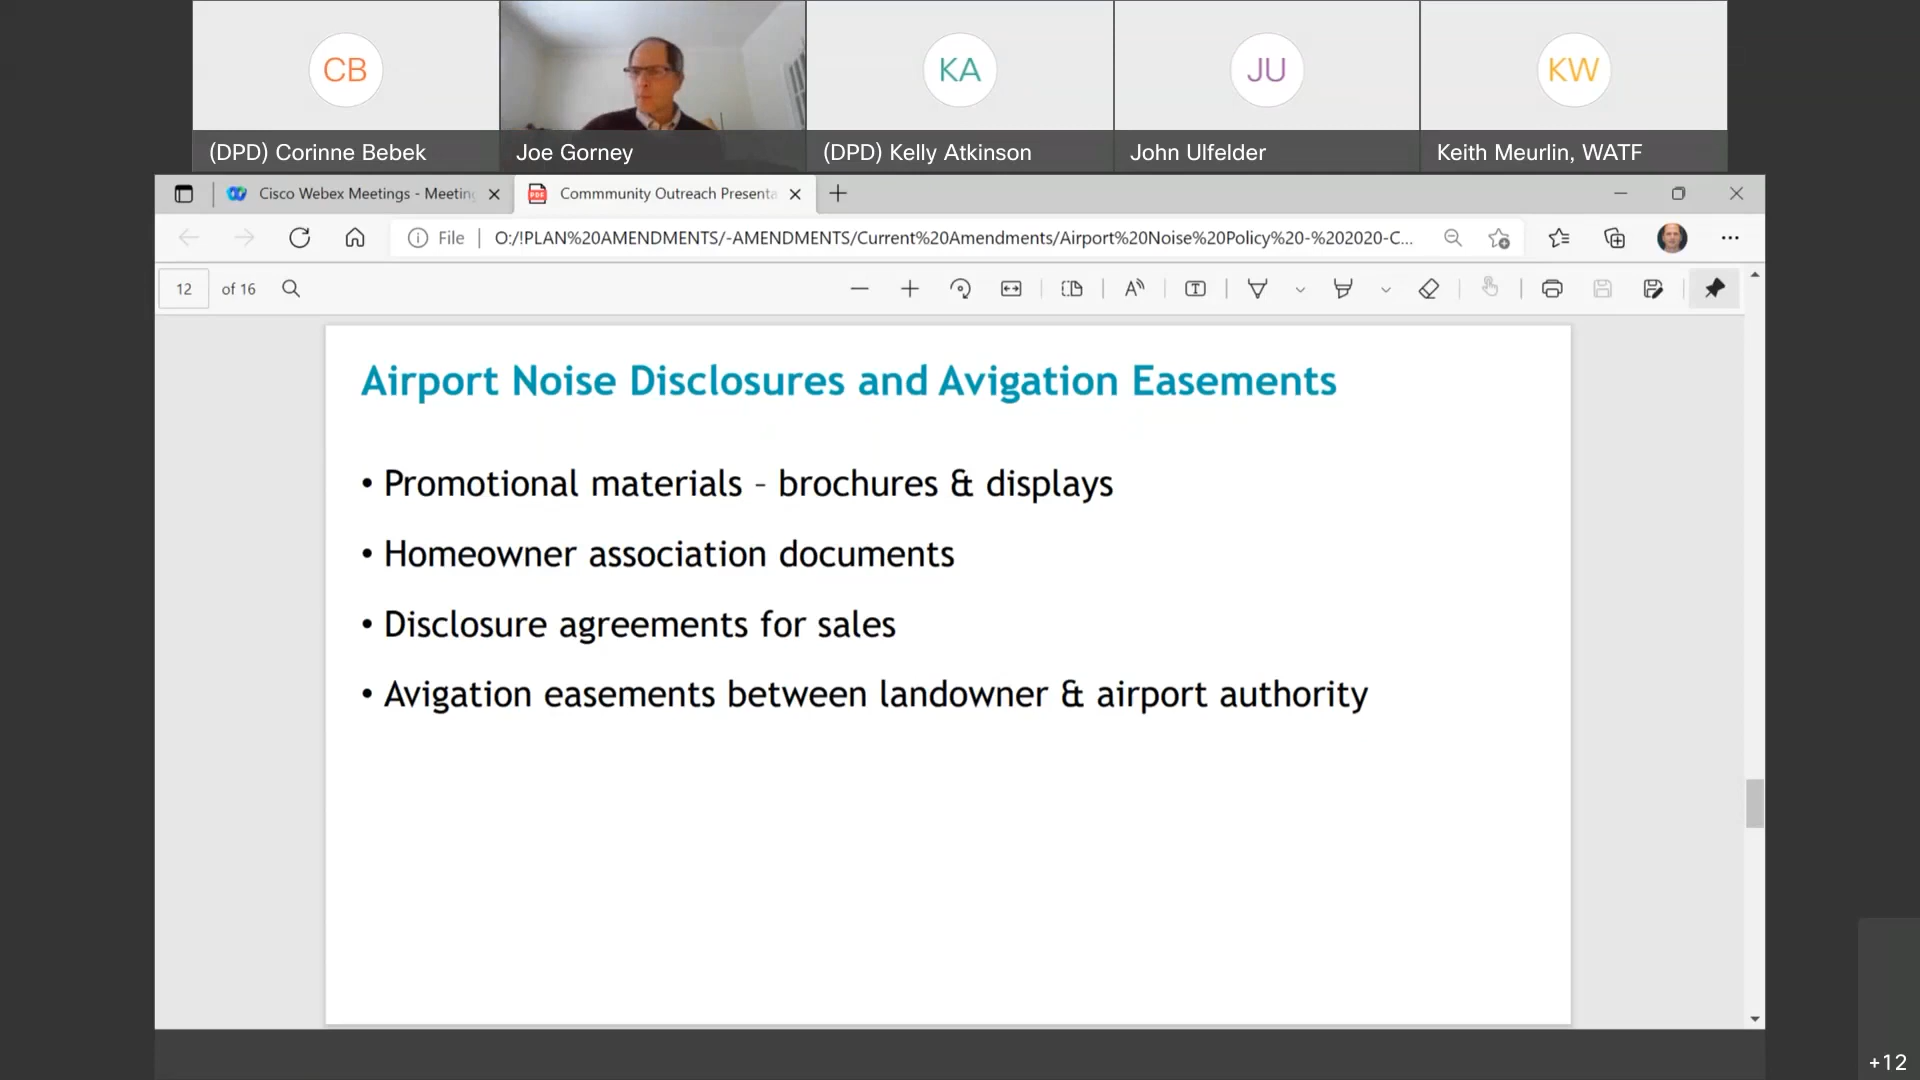 CB
KA
JU
KW
(DPD) Corinne Bebek
Joe Gorney
(DPD) Kelly Atkinson
John Ulfelder
Keith Meurlin, WATF
Cisco Webex Meetings - Meeting
Commmunity Outreach Presenta
File
O:/!PLAN%20AMENDMENTS/-AMENDMENTS/Current%20Amendments/Airport%20Noise%20Policy%20-%202020-C...
12 of 16
Airport Noise Disclosures and Avigation Easements
• Promotional materials – brochures & displays
• Homeowner association documents
• Disclosure agreements for sales
• Avigation easements between landowner & airport authority
+12